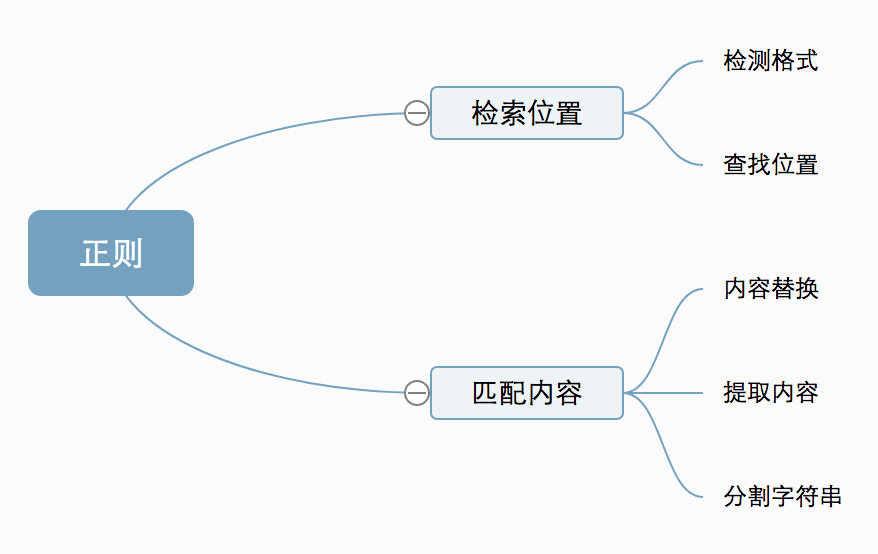 正则
检索位置
检测格式
查找位置
匹配内容
内容替换
提取内容
分割字符串